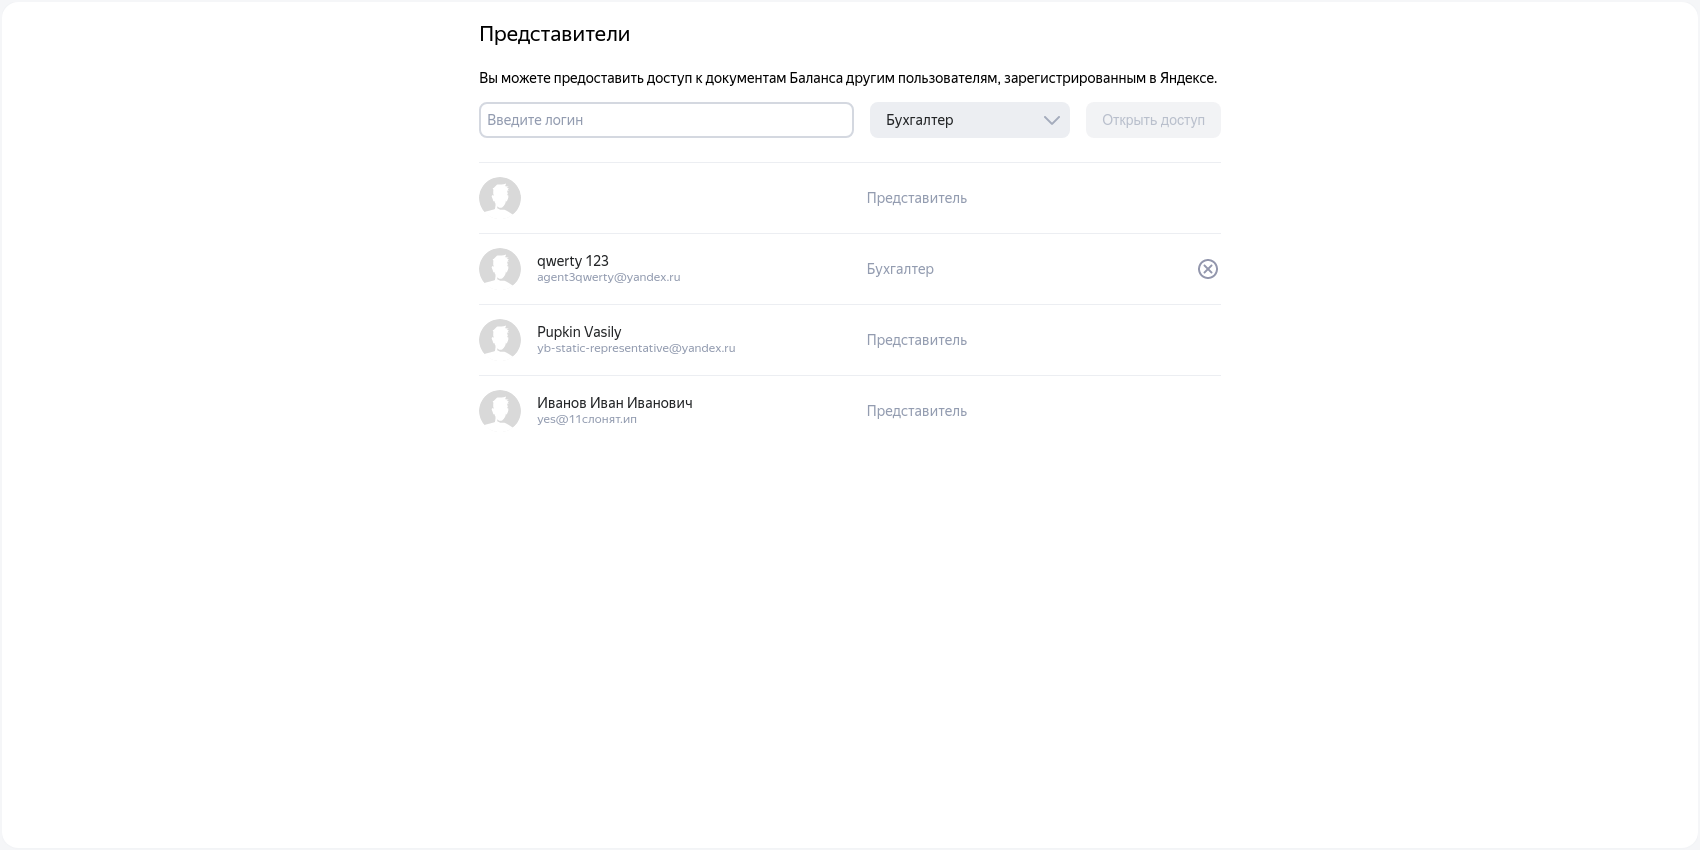 Представители
Вы можете предоставить доступ к документам Баланса другим пользователям, зарегистрированным в Яндексе.
Введите логин Бухгалтер Открыть доступ
Представитель
qwerty 123
agent3qwerty@yandex.ru
Бухгалтер
Pupkin Vasily
yb-static-representative@yandex.ru
Представитель
Иванов Иван Иванович
yes@11слонят.ип
Представитель